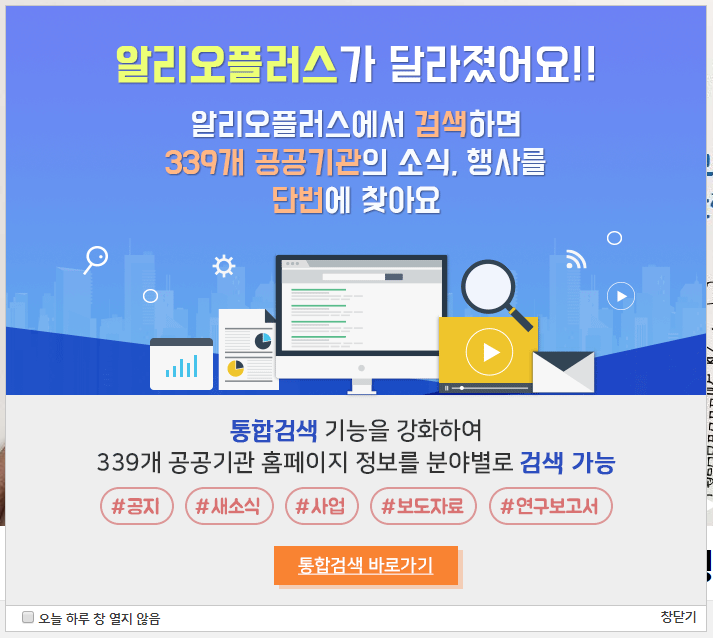 알리오플러스가 달라졌어요!!
알리오플러스에서 검색하면
339개 공공기관의 소식, 행사를
단번에 찾아요
통합검색 기능을 강화하여
339개 공공기관 홈페이지 정보를 분야별로 검색 가능
#공지 #새소식 #사업 #보도자료 #연구보고서
통합검색 바로가기
오늘 하루 창 열지 않음 창닫기